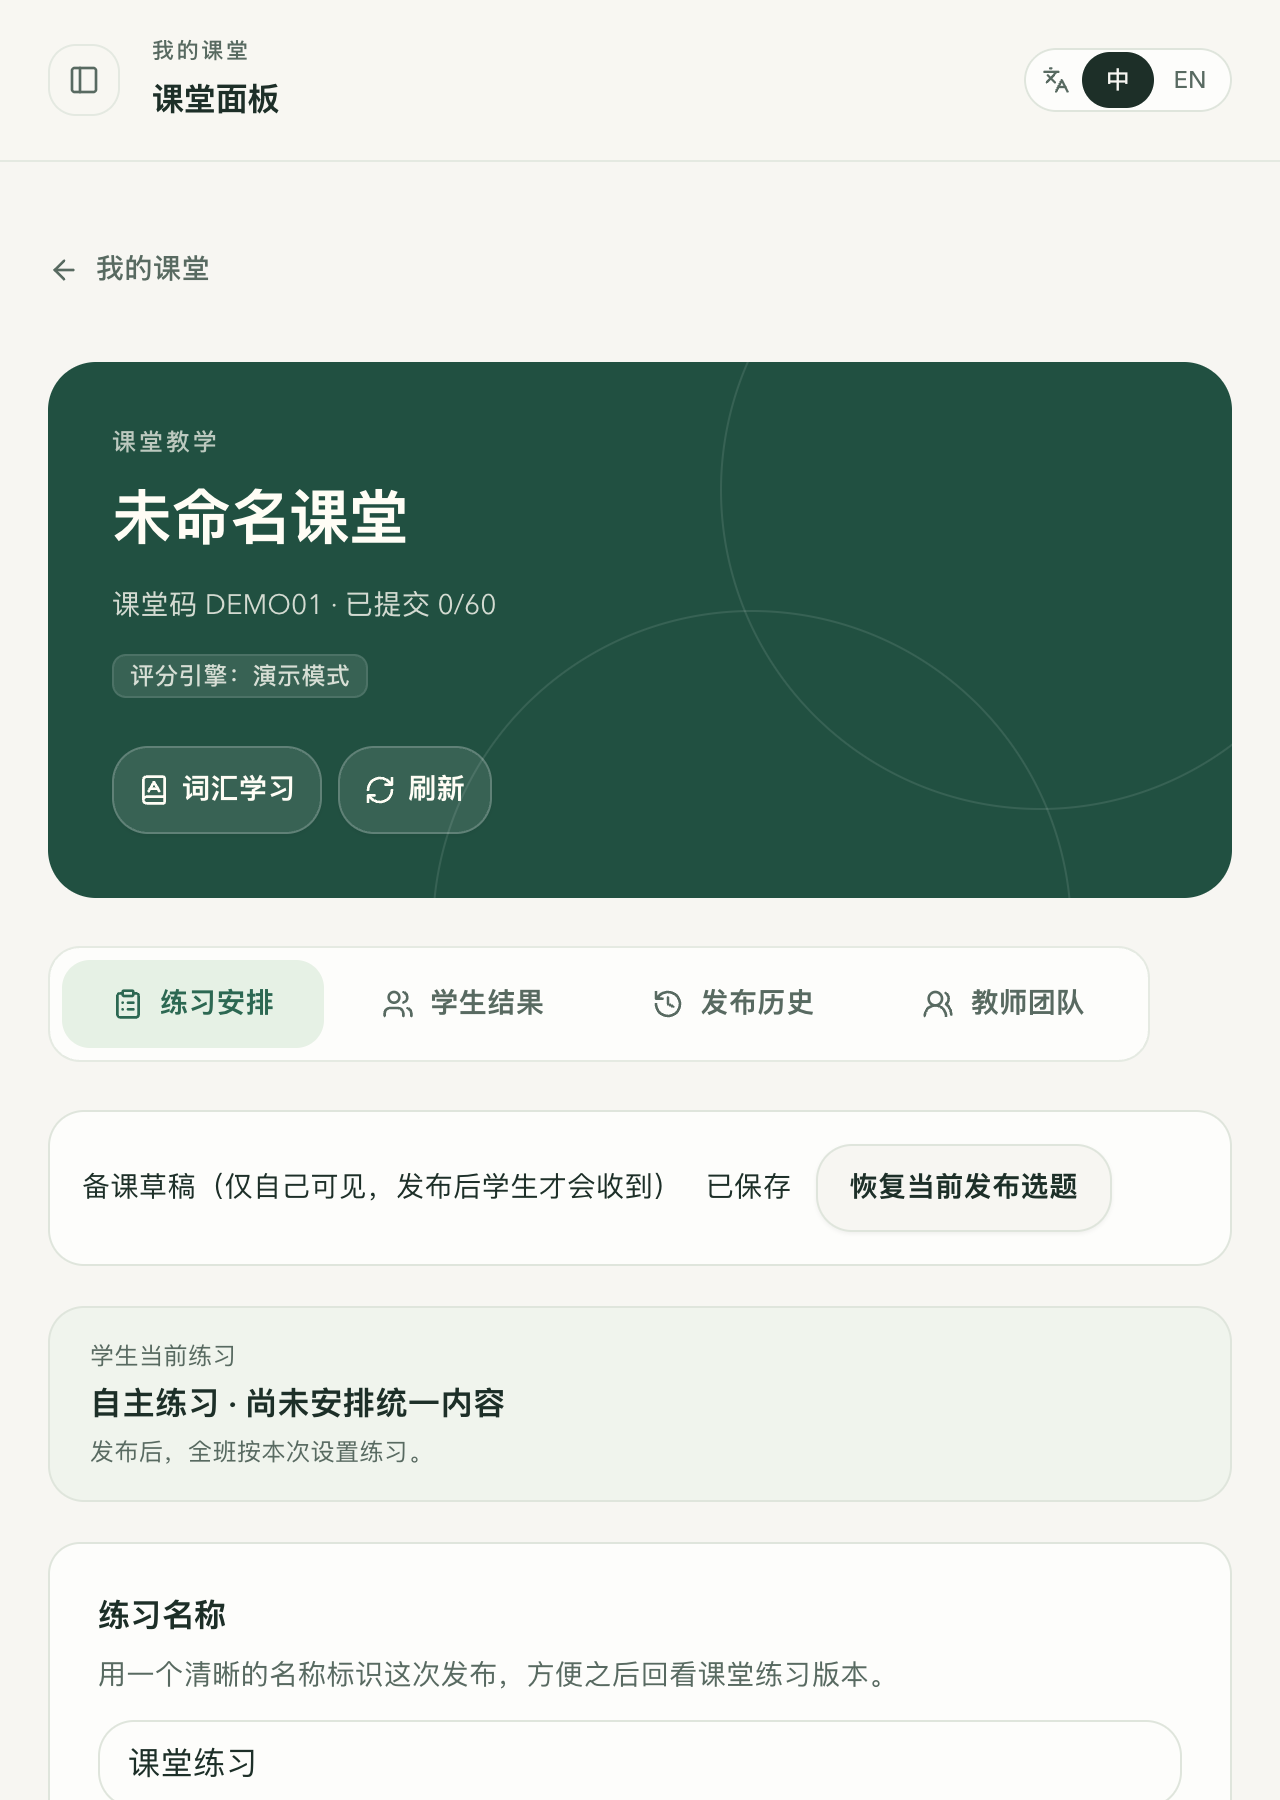 我的课堂
课堂面板
中 EN
我的课堂
课堂教学
未命名课堂
课堂码 DEMO01 · 已提交 0/60
评分引擎：演示模式
词汇学习 刷新
练习安排 学生结果 发布历史 教师团队
备课草稿（仅自己可见，发布后学生才会收到） 已保存 恢复当前发布选题
学生当前练习
自主练习 · 尚未安排统一内容
发布后，全班按本次设置练习。
练习名称
用一个清晰的名称标识这次发布，方便之后回看课堂练习版本。
课堂练习